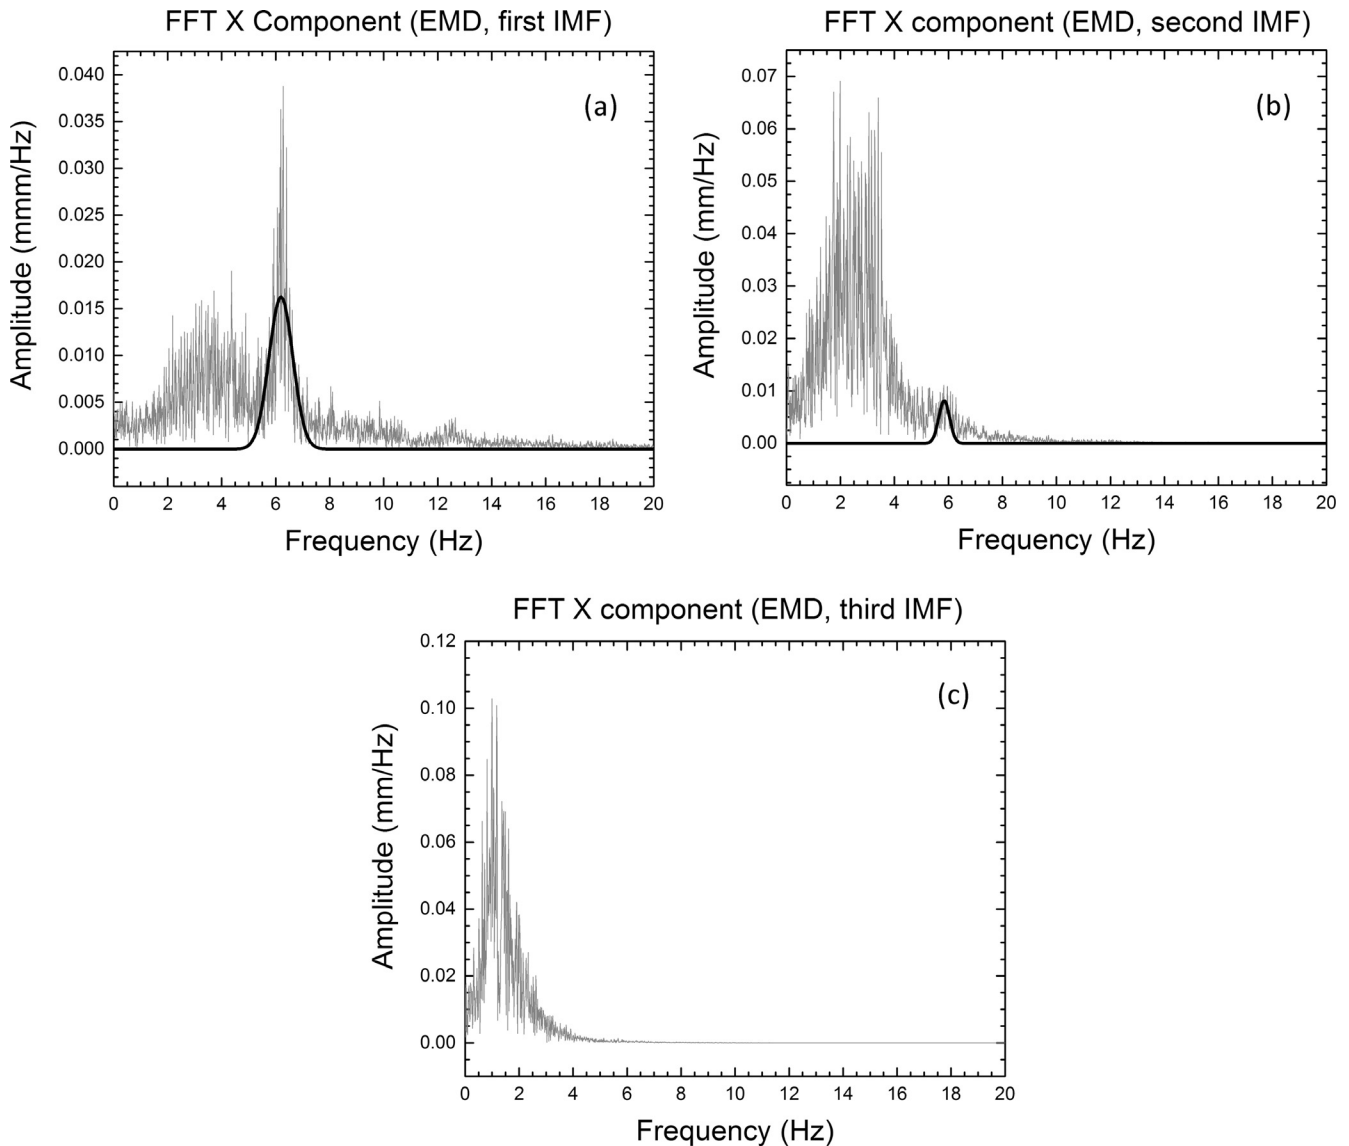 FFT X Component (EMD, first IMF)
0.040
0.035
0.030
0.025
0.020
0.015
0.010
0.005
0.000
Amplitude (mm/Hz)
(a)
0 2 4 6 8 10 12 14 16 18 20
Frequency (Hz)
FFT X component (EMD, second IMF)
0.07
0.06
0.05
0.04
0.03
0.02
0.01
0.00
Amplitude (mm/Hz)
(b)
0 2 4 6 8 10 12 14 16 18 20
Frequency (Hz)
FFT X component (EMD, third IMF)
0.12
0.10
0.08
0.06
0.04
0.02
0.00
Amplitude (mm/Hz)
(c)
0 2 4 6 8 10 12 14 16 18 20
Frequency (Hz)